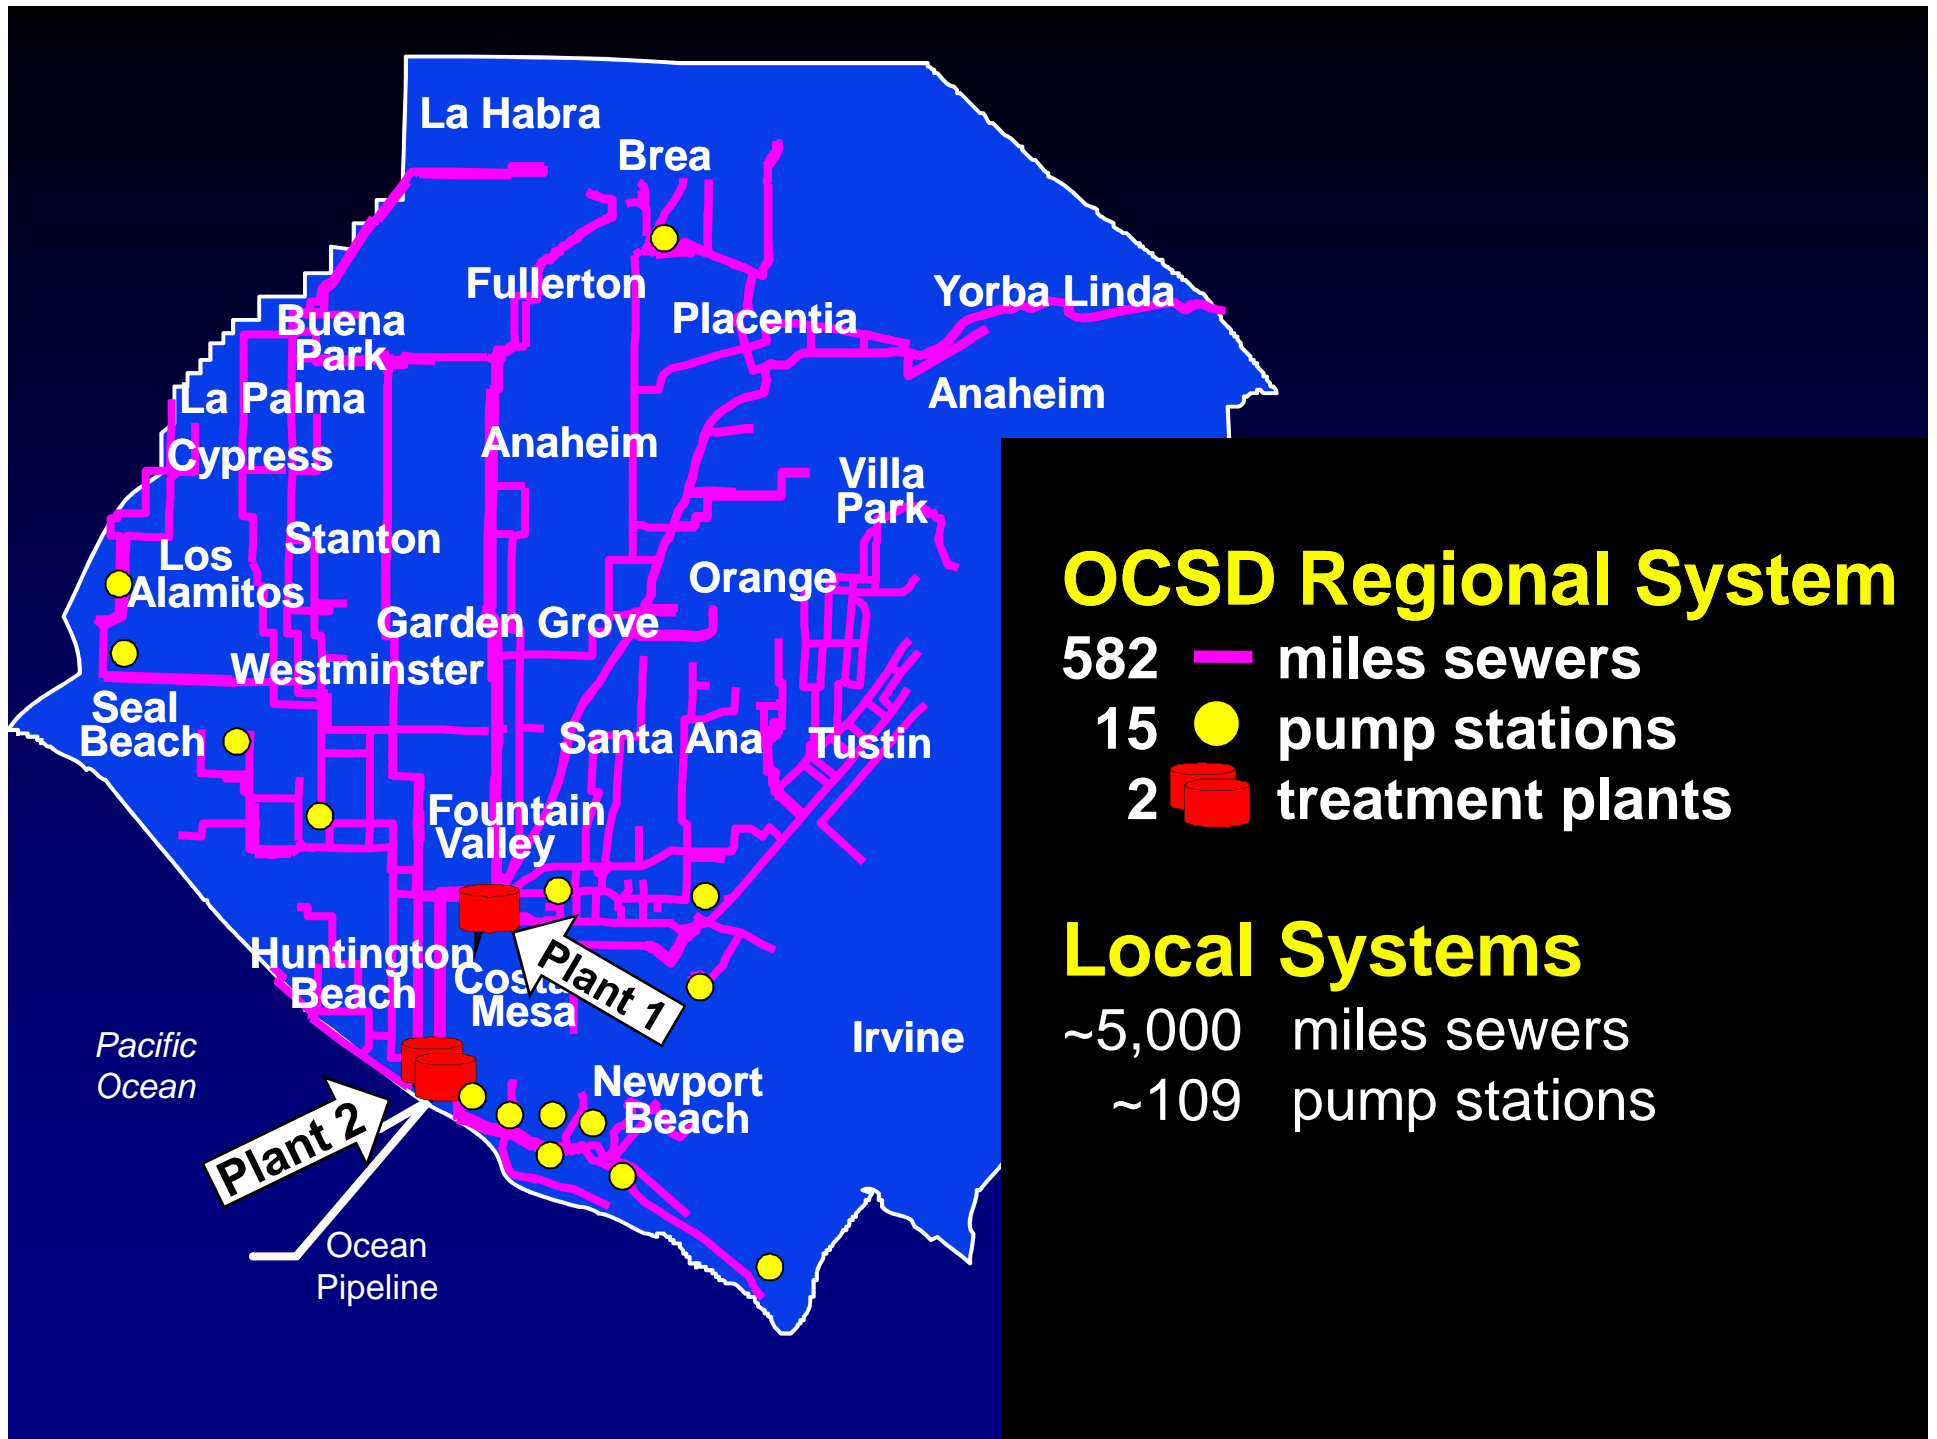 La Habra
Brea
Fullerton
Yorba Linda
Placentia
Buena
Park
La Palma
Anaheim
Anaheim
Cypress
Villa
Park
Stanton
Los
Alamitos
Orange
Garden Grove
Westminster
Seal
Beach
Santa Ana
Tustin
Fountain
Valley
Huntington
Beach
Costa
Mesa
Plant 1
Irvine
Pacific
Ocean
Newport
Beach
Plant 2
Ocean
Pipeline
OCSD Regional System
582 miles sewers
15 pump stations
2 treatment plants
Local Systems
~5,000 miles sewers
~109 pump stations